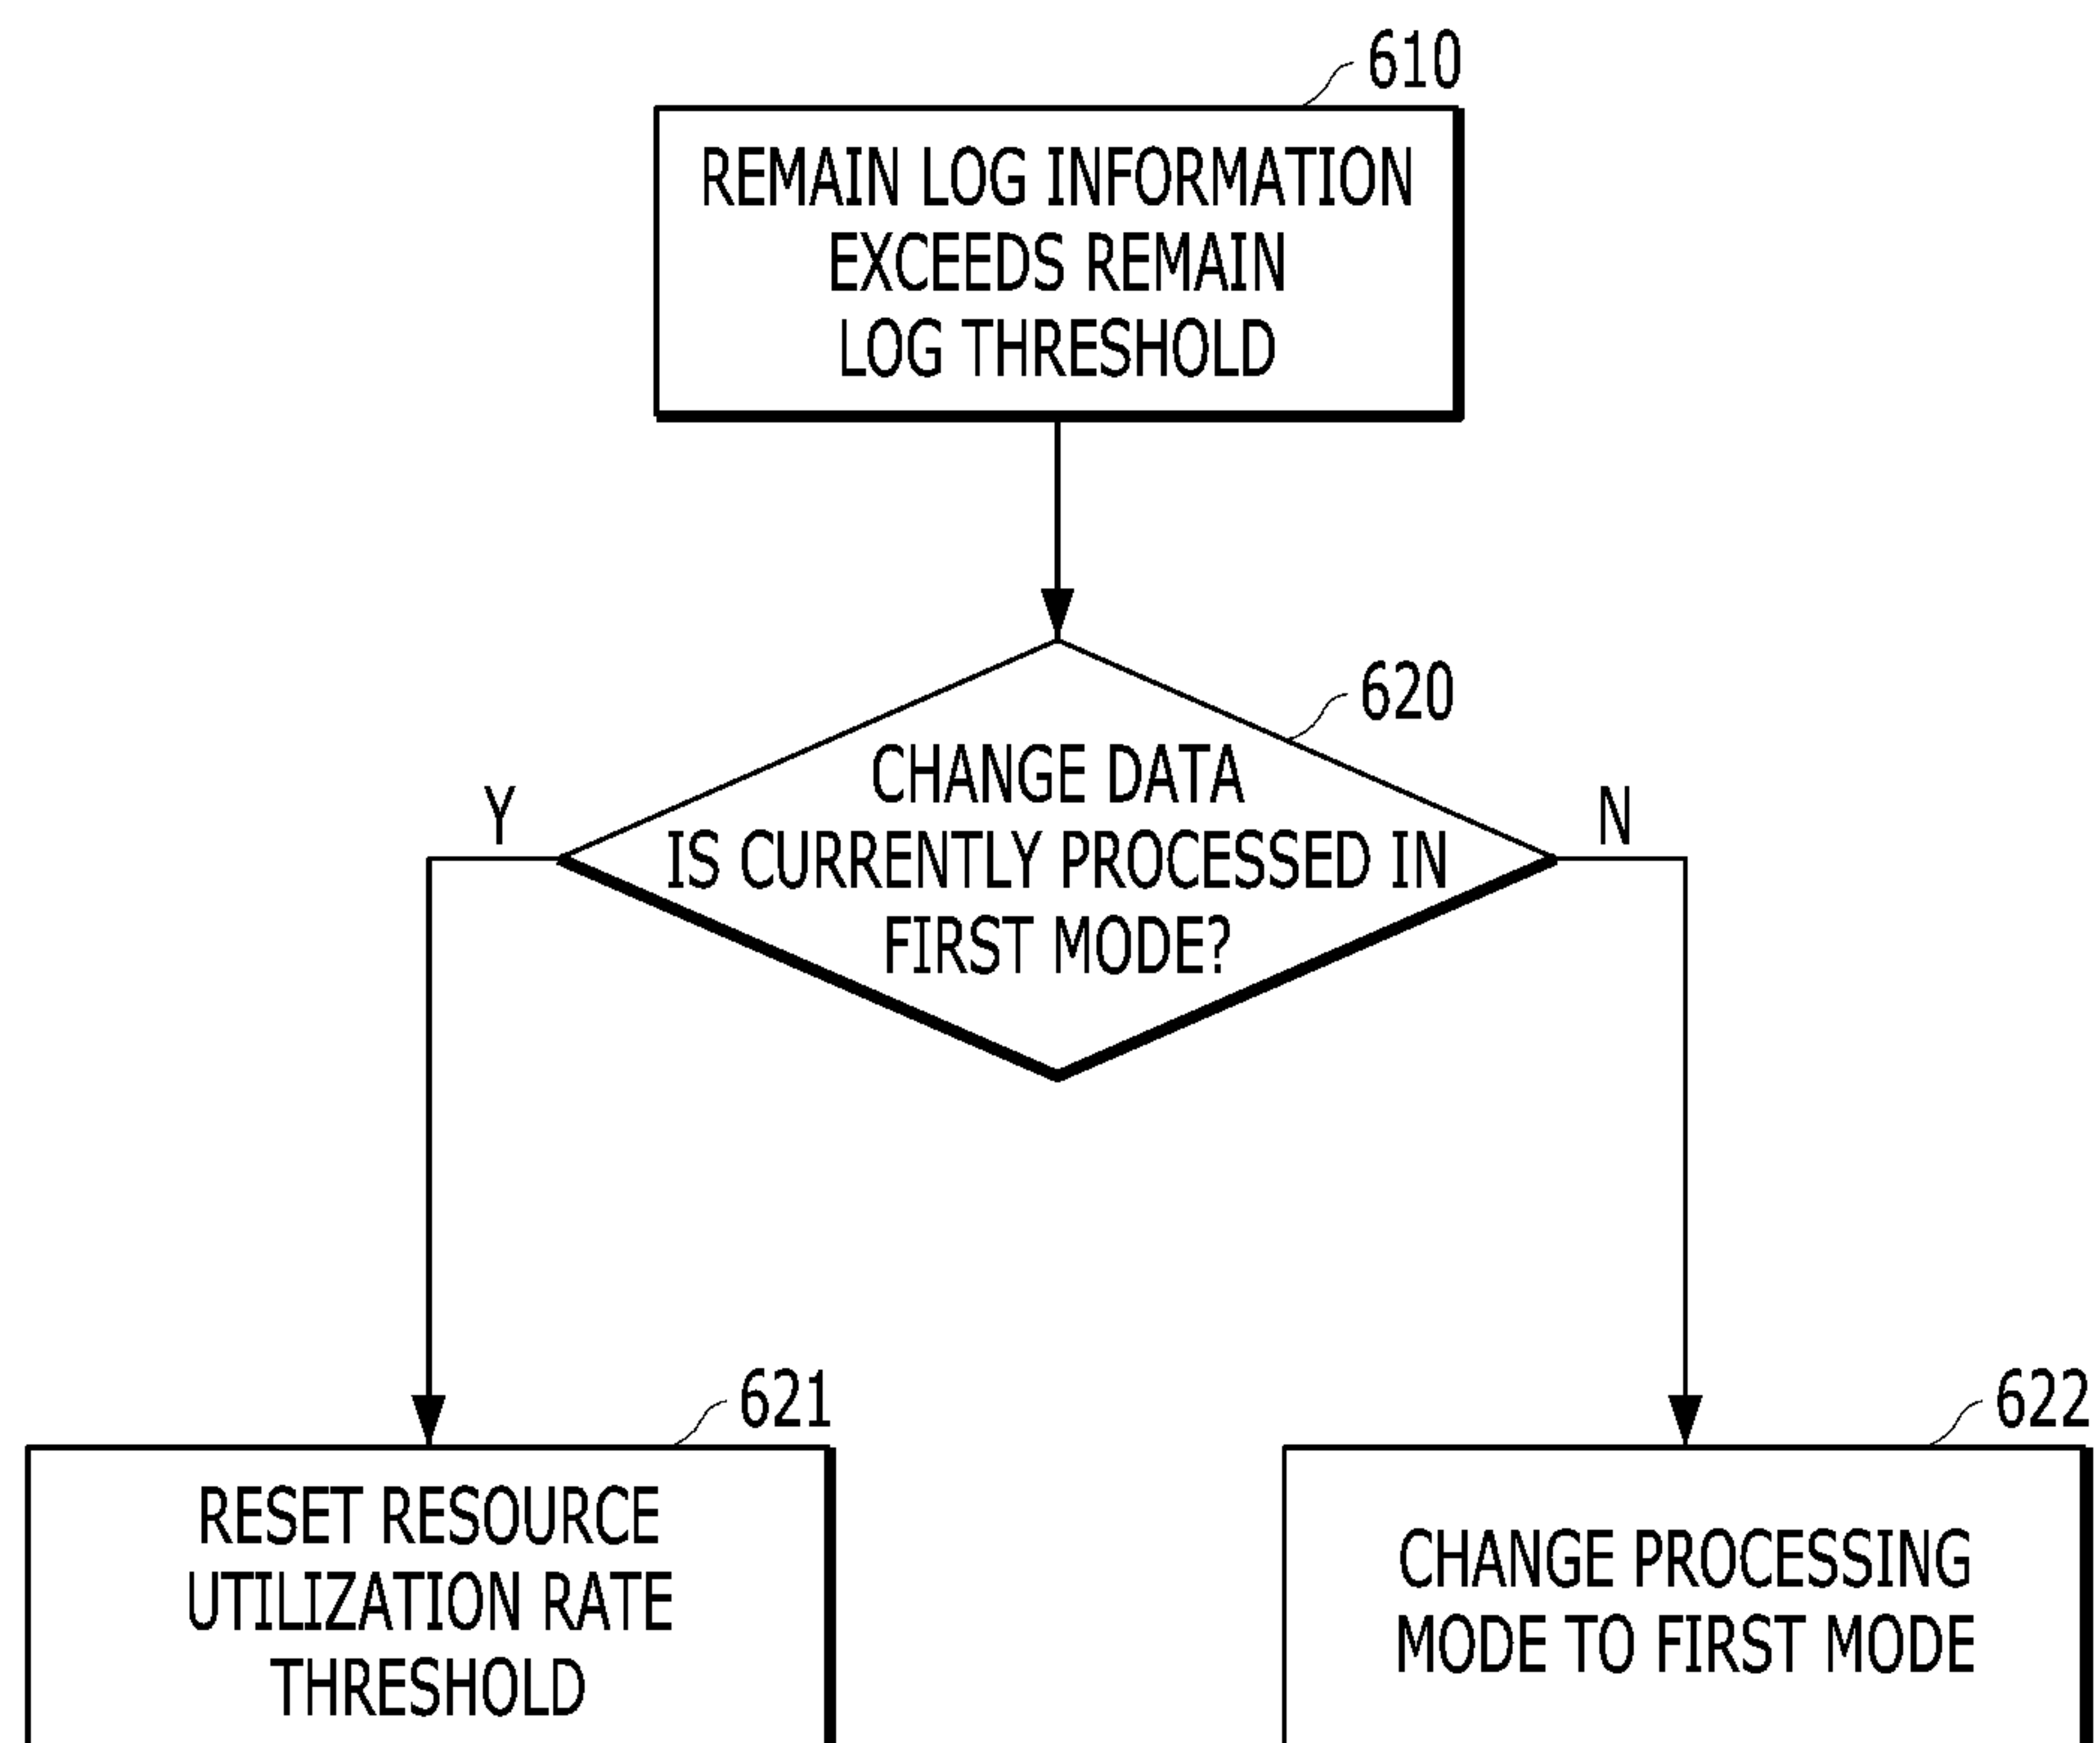 610
REMAIN LOG INFORMATION
EXCEEDS REMAIN
LOG THRESHOLD
620
CHANGE DATA
IS CURRENTLY PROCESSED IN
FIRST MODE?
Y
N
621
RESET RESOURCE
UTILIZATION RATE
THRESHOLD
622
CHANGE PROCESSING
MODE TO FIRST MODE